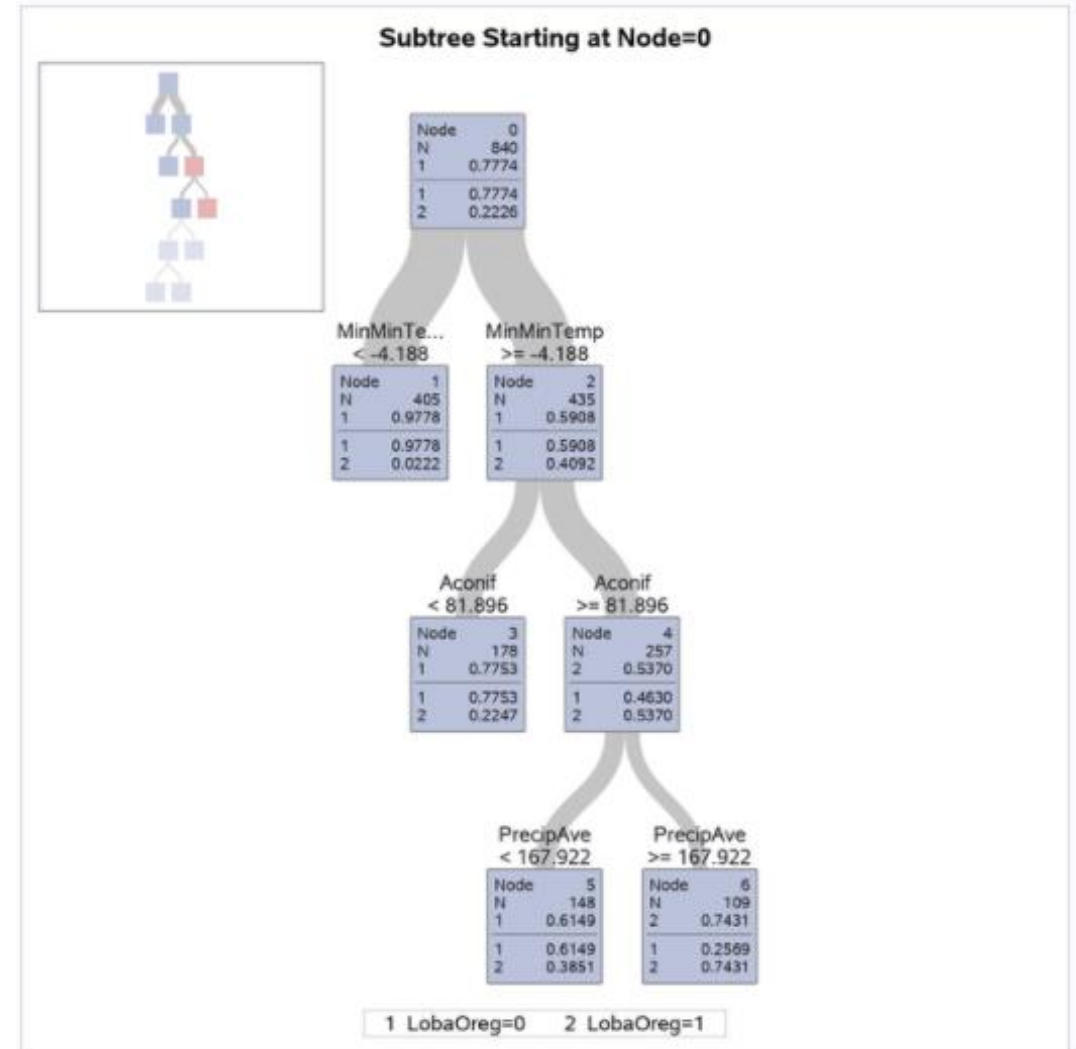 Subtree Starting at Node=0
Node 0
N 840
1 0.7774
1 0.7774
2 0.2226
MinMinTe... MinMinTemp
< -4.188 >= -4.188
Node 1 Node 2
N 405 N 435
1 0.9778 1 0.5908
1 0.9778 1 0.5908
2 0.0222 2 0.4092
Aconif Aconif
< 81.896 >= 81.896
Node 3 Node 4
N 178 N 257
1 0.7753 2 0.5370
1 0.7753 1 0.4630
2 0.2247 2 0.5370
PrecipAve PrecipAve
< 167.922 >= 167.922
Node 5 Node 6
N 148 N 109
1 0.6149 2 0.7431
1 0.6149 1 0.2569
2 0.3851 2 0.7431
1 LobaOreg=0 2 LobaOreg=1